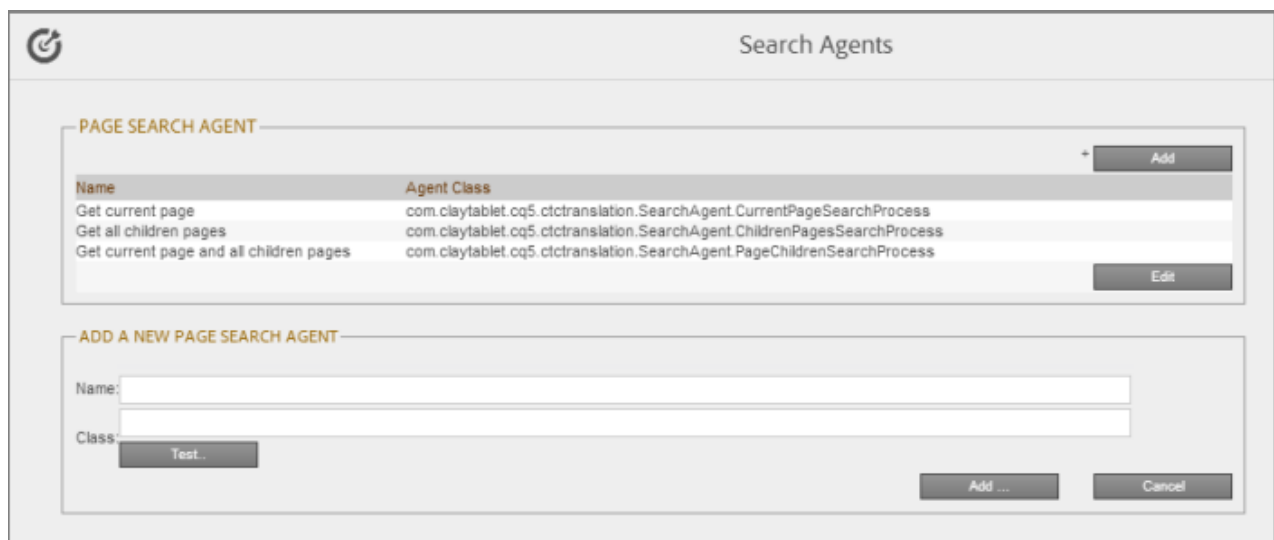 Search Agents
PAGE SEARCH AGENT
+ Add
Name Agent Class
Get current page com.claytablet.cq5.ctctranslation.SearchAgent.CurrentPageSearchProcess
Get all children pages com.claytablet.cq5.ctctranslation.SearchAgent.ChildrenPagesSearchProcess
Get current page and all children pages com.claytablet.cq5.ctctranslation.SearchAgent.PageChildrenSearchProcess
Edit
ADD A NEW PAGE SEARCH AGENT
Name:
Class:
Test..
Add ... Cancel